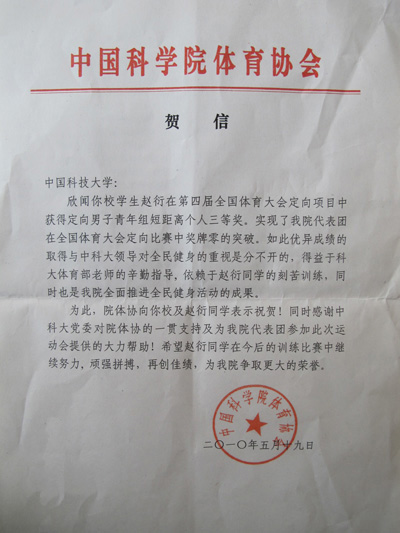 中国科学院体育协会
贺 信
中国科技大学：
欣闻你校学生赵衍在第四届全国体育大会定向项目中
获得定向男子青年组短距离个人三等奖。实现了我院代表团
在全国体育大会定向比赛中奖牌零的突破。如此优异成绩的
取得与中科大领导对全民健身的重视是分不开的，得益于科
大体育部老师的辛勤指导，依赖于赵衍同学的刻苦训练，同
时也是我院全面推进全民健身活动的成果。
为此，院体协向你校及赵衍同学表示祝贺！同时感谢中
科大党委对院体协的一贯支持及为我院代表团参加此次运
动会提供的大力帮助！希望赵衍同学在今后的训练比赛中继
续努力，顽强拼搏，再创佳绩，为我院争取更大的荣誉。
中国科学院体育协会
二〇一〇年五月十九日